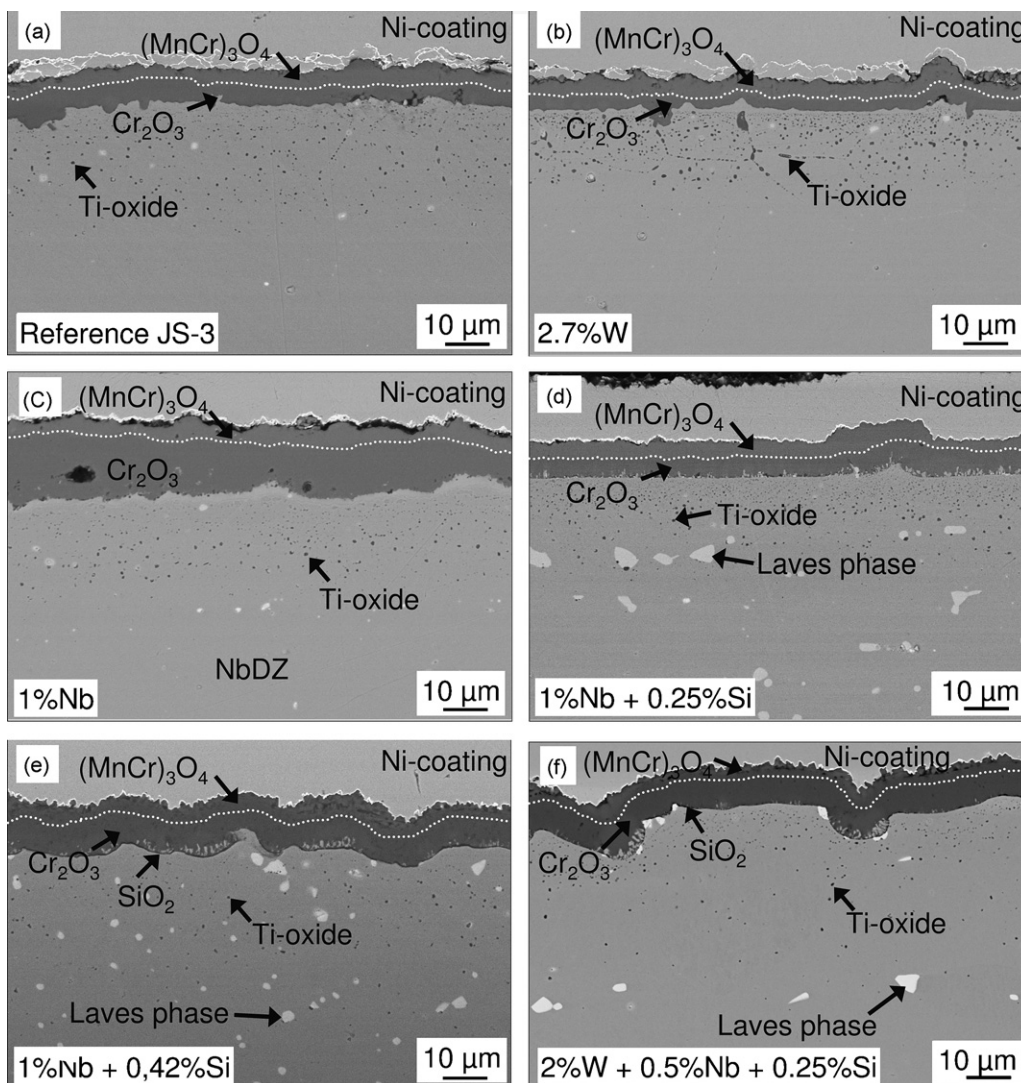 (a)
Ni-coating
(MnCr)₃O₄
Cr₂O₃
Ti-oxide
Reference JS-3
10 µm
(b)
Ni-coating
(MnCr)₃O₄
Cr₂O₃
Ti-oxide
2.7%W
10 µm
(C)
Ni-coating
(MnCr)₃O₄
Cr₂O₃
Ti-oxide
NbDZ
1%Nb
10 µm
(d)
Ni-coating
(MnCr)₃O₄
Cr₂O₃
Ti-oxide
Laves phase
1%Nb + 0.25%Si
10 µm
(e)
Ni-coating
(MnCr)₃O₄
Cr₂O₃
SiO₂
Ti-oxide
Laves phase
1%Nb + 0,42%Si
10 µm
(f)
Ni-coating
(MnCr)₃O₄
Cr₂O₃
SiO₂
Ti-oxide
Laves phase
2%W + 0.5%Nb + 0.25%Si
10 µm